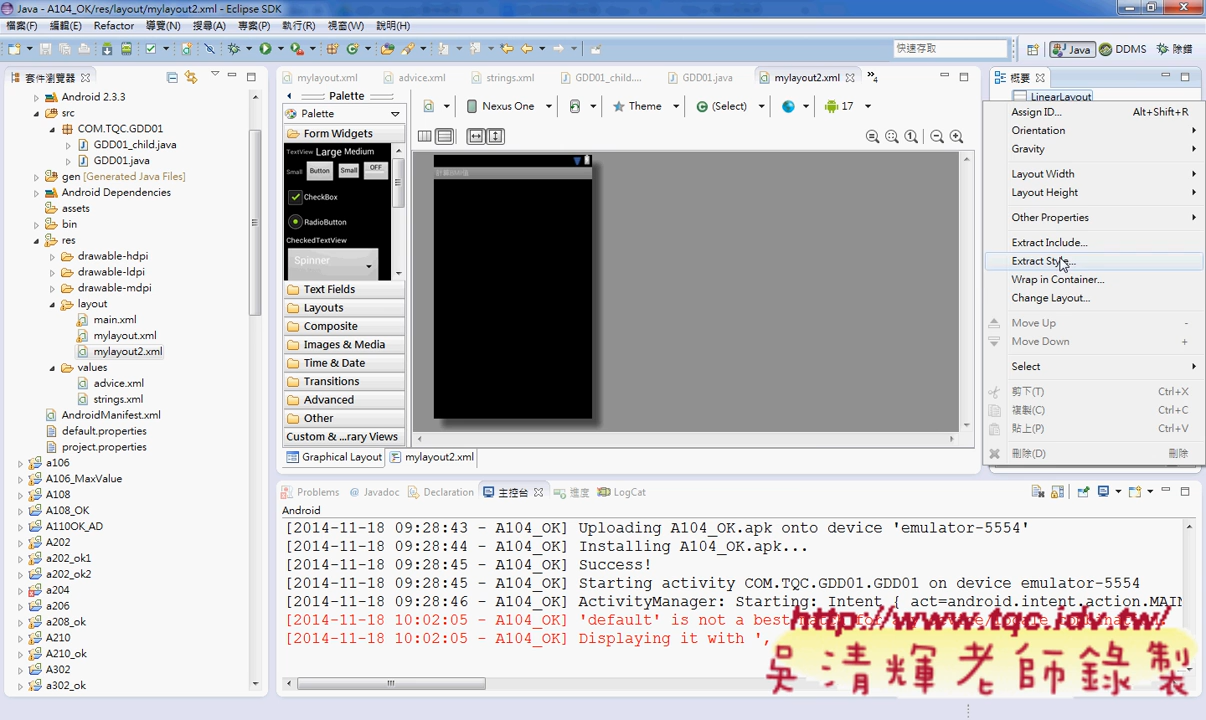 Java - A104_OK/res/layout/mylayout2.xml - Eclipse SDK
檔案(F) 編輯(E) Refactor 導覽(N) 搜尋(A) 專案(P) 執行(R) 視窗(W) 說明(H)
快速存取 Java DDMS 除錯
套件瀏覽器
Android 2.3.3
src
COM.TQC.GDD01
GDD01_child.java
GDD01.java
gen [Generated Java Files]
Android Dependencies
assets
bin
res
drawable-hdpi
drawable-ldpi
drawable-mdpi
layout
main.xml
mylayout.xml
mylayout2.xml
values
advice.xml
strings.xml
AndroidManifest.xml
default.properties
project.properties
a106
A106_MaxValue
A108
A108_OK
A110OK_AD
A202
a202_ok1
a202_ok2
a204
a206
a208_ok
A210
A210_ok
A302
a302_ok
mylayout.xml advice.xml strings.xml GDD01_child.... GDD01.java mylayout2.xml »4
Palette
Palette
Form Widgets
TextView Large Medium
Small Button Small OFF
CheckBox
RadioButton
CheckedTextView
Spinner
Text Fields
Layouts
Composite
Images & Media
Time & Date
Transitions
Advanced
Other
Custom & ...rary Views
Nexus One Theme (Select) 17
Graphical Layout mylayout2.xml
概要
LinearLayout
Assign ID... Alt+Shift+R
Orientation
Gravity
Layout Width
Layout Height
Other Properties
Extract Include...
Extract Style...
Wrap in Container...
Change Layout...
Move Up -
Move Down +
Select
剪下(T) Ctrl+X
複製(C) Ctrl+C
貼上(P) Ctrl+V
刪除(D) 刪除
Problems Javadoc Declaration 主控台 進度 LogCat
Android
[2014-11-18 09:28:43 - A104_OK] Uploading A104_OK.apk onto device 'emulator-5554'
[2014-11-18 09:28:44 - A104_OK] Installing A104_OK.apk...
[2014-11-18 09:28:45 - A104_OK] Success!
[2014-11-18 09:28:45 - A104_OK] Starting activity COM.TQC.GDD01.GDD01 on device emulator-5554
[2014-11-18 09:28:46 - A104_OK] ActivityManager: Starting: Intent { act=android.intent.action.MAIN
[2014-11-18 10:02:05 - A104_OK] 'default' is not a best match for any device/locale combination.
[2014-11-18 10:02:05 - A104_OK] Displaying it with ',
http://www.tqc.idv.tw/
吳清輝老師錄製